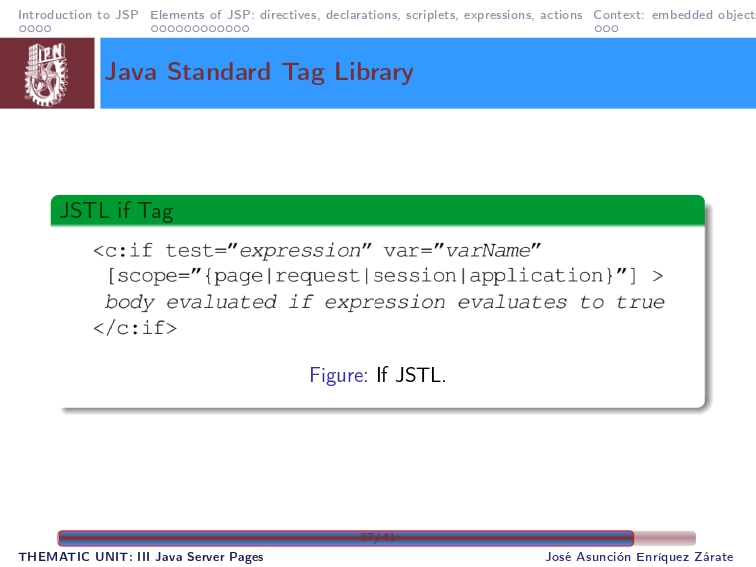 Introduction to JSP Elements of JSP: directives, declarations, scriplets, expressions, actions Context: embedded object
IPN
Java Standard Tag Library
JSTL if Tag
<c:if test="expression" var="varName"
[scope="{page|request|session|application}"] >
body evaluated if expression evaluates to true
</c:if>
Figure: If JSTL.
37/41
THEMATIC UNIT: III Java Server Pages José Asunción Enríquez Zárate